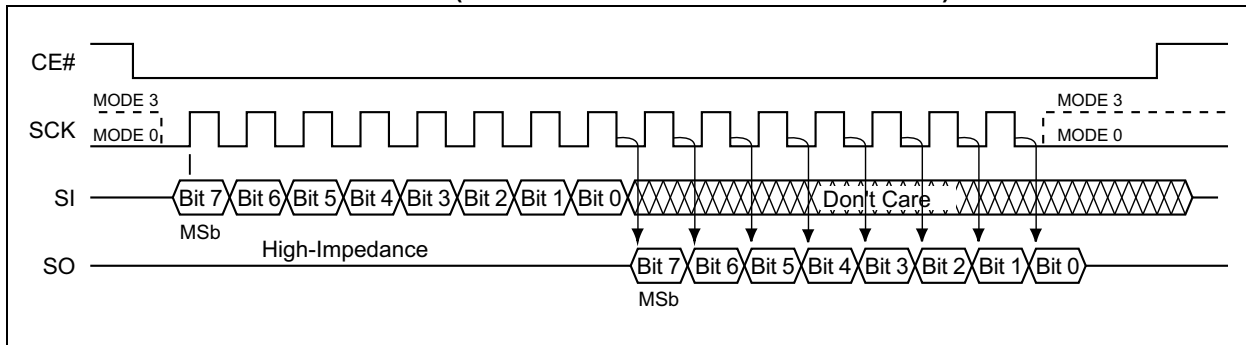 CE#
MODE 3 MODE 3
SCK MODE 0 MODE 0
SI Bit 7 Bit 6 Bit 5 Bit 4 Bit 3 Bit 2 Bit 1 Bit 0 Don't Care
MSb
High-Impedance
SO Bit 7 Bit 6 Bit 5 Bit 4 Bit 3 Bit 2 Bit 1 Bit 0
MSb